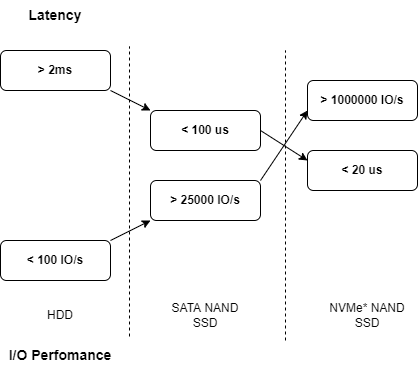 Latency
> 2ms
> 1000000 IO/s
< 100 us
< 20 us
> 25000 IO/s
< 100 IO/s
HDD
SATA NAND
SSD
NVMe* NAND
SSD
I/O Perfomance